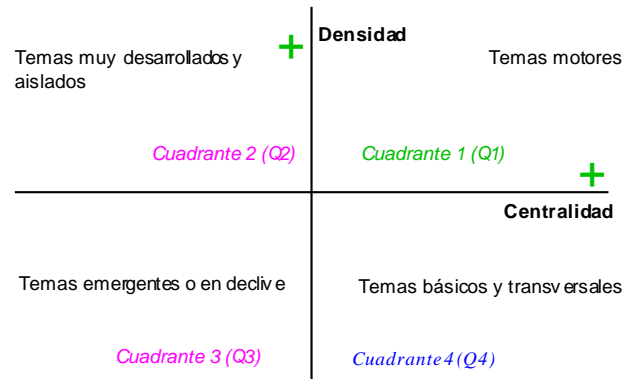 Densidad
Temas muy desarrollados y
aislados
Temas motores
Cuadrante 2 (Q2)
Cuadrante 1 (Q1)
Centralidad
Temas emergentes o en declive
Temas básicos y transversales
Cuadrante 3 (Q3)
Cuadrante 4 (Q4)